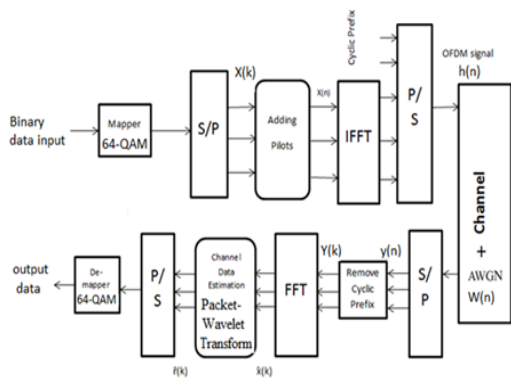 Binary
data input
Mapper
64-QAM
S/P
X(k)
Adding
Pilots
X(n)
IFFT
Cyclic Prefix
P/
S
OFDM signal
h(n)
Channel
+
AWGN
W(n)
S/
P
y(n)
Remove
Cyclic
Prefix
Y(k)
FFT
Channel
Data
Estimation
Packet-
Wavelet
Transform
P/
S
De-
mapper
64-QAM
output
data